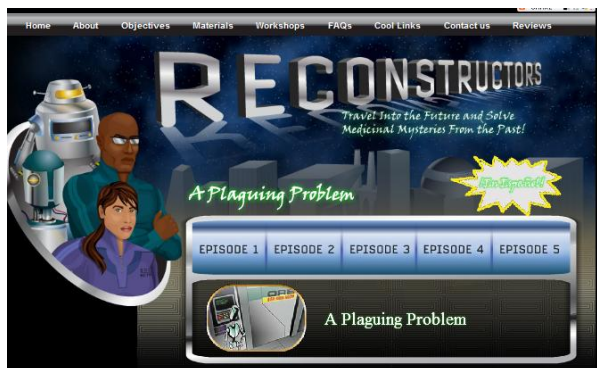 Home About Objectives Materials Workshops FAQs Cool Links Contact us Reviews
RECONSTRUCTORS
Travel Into the Future and Solve
Medicinal Mysteries From the Past!
A Plaguing Problem
EPISODE 1 EPISODE 2 EPISODE 3 EPISODE 4 EPISODE 5
A Plaguing Problem